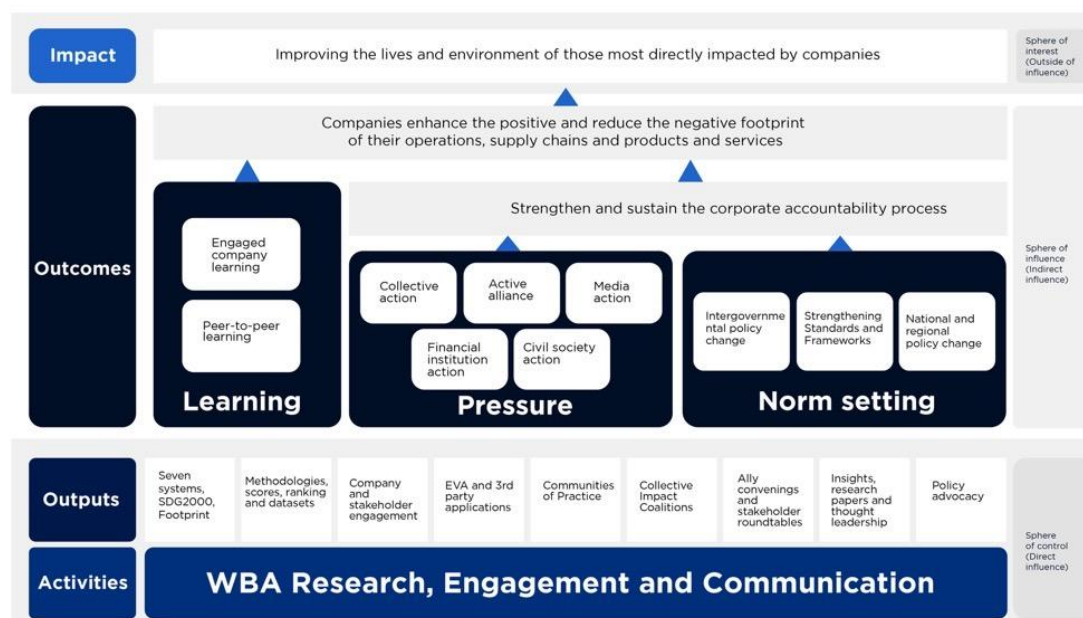 Impact
Improving the lives and environment of those most directly impacted by companies
Sphere of
interest
(Outside of
influence)
Outcomes
Companies enhance the positive and reduce the negative footprint
of their operations, supply chains and products and services
Sphere of
influence
(Indirect
influence)
Strengthen and sustain the corporate accountability process
Engaged
company
learning
Peer-to-peer
learning
Learning
Collective
action
Active
alliance
Media
action
Financial
institution
action
Civil society
action
Pressure
Intergovernme
ntal policy
change
Strengthening
Standards and
Frameworks
National and
regional
policy change
Norm setting
Outputs
Seven
systems,
SDG2000,
Footprint
Methodologies,
scores, ranking
and datasets
Company
and
stakeholder
engagement
EVA and 3rd
party
applications
Communities
of Practice
Collective
Impact
Coalitions
Ally
convenings
and
stakeholder
roundtables
Insights,
research
papers and
thought
leadership
Policy
advocacy
Sphere
of control
(Direct
influence)
Activities
WBA Research, Engagement and Communication